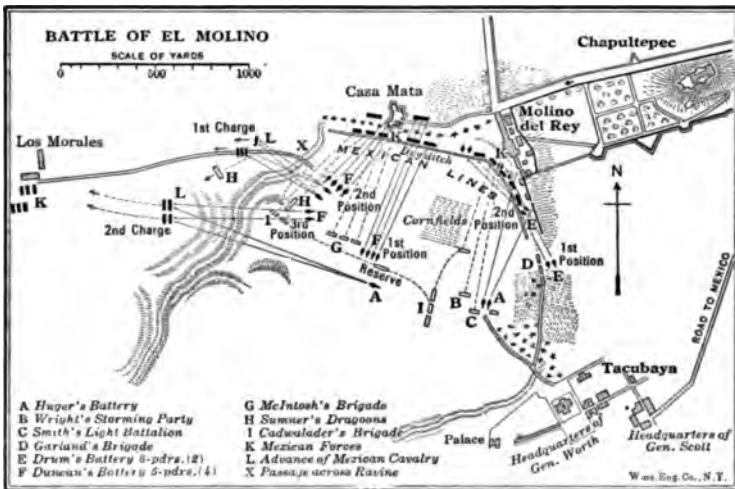 BATTLE OF EL MOLINO
SCALE OF YARDS
0 500 1000
Chapultepec
Casa Mata
Molino
del Rey
Los Morales
1st Charge
L
X
K
K
MEXICAN
LINES
Dry ditch
H
K
L
F
2nd
Position
2nd
Position
N
H
I
F
3rd
Position
Cornfields
E
2nd Charge
G
F
1st
Position
1st
Position
D
E
Reserve
A
I
B
A
C
ROAD TO MEXICO
Tacubaya
Palace
Headquarters of
Gen. Worth
Headquarters of
Gen. Scott
A Huger's Battery
B Wright's Storming Party
C Smith's Light Battalion
D Garland's Brigade
E Drum's Battery 6-pdrs.(2)
F Duncan's Battery 6-pdrs.(4)
G McIntosh's Brigade
H Sumner's Dragoons
I Cadwalader's Brigade
K Mexican Forces
L Advance of Mexican Cavalry
X Passage across Ravine
Wms. Eng. Co., N.Y.